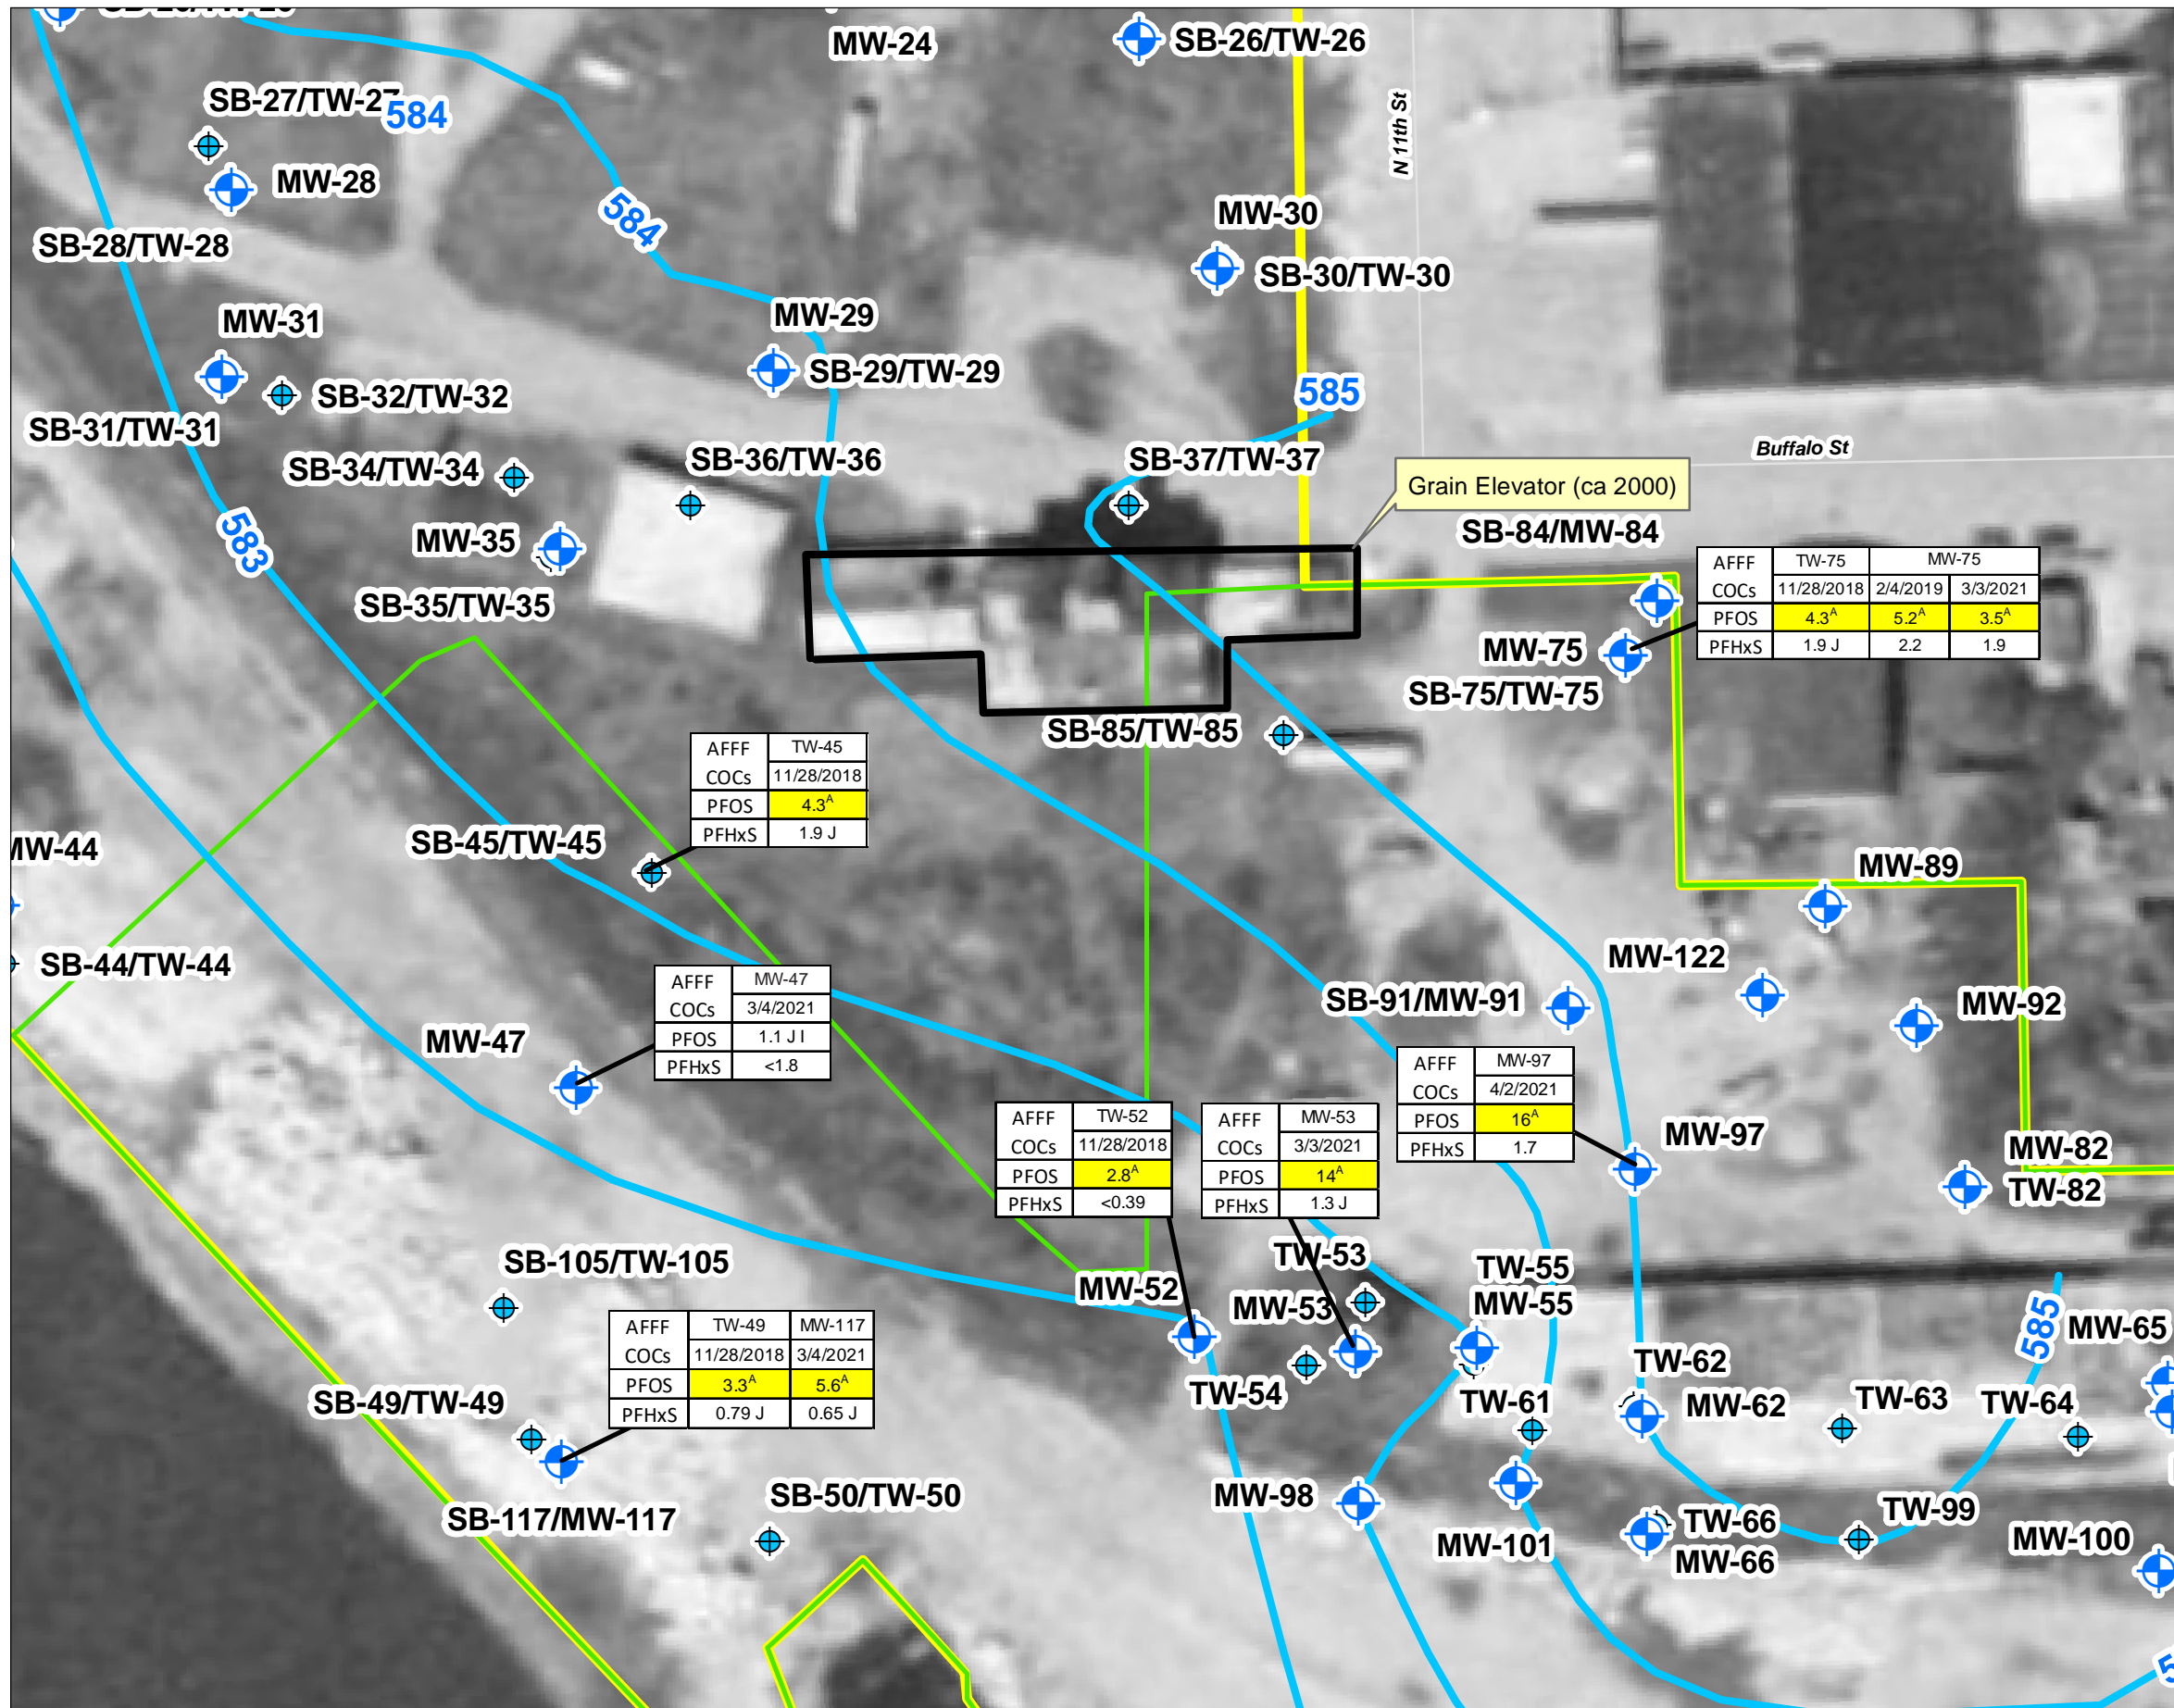 MW-24
SB-26/TW-26
SB-27/TW-27
584
N 11th St
MW-28
MW-30
584
SB-28/TW-28
SB-30/TW-30
MW-31
MW-29
SB-29/TW-29
SB-32/TW-32
585
SB-31/TW-31
SB-34/TW-34
SB-36/TW-36
SB-37/TW-37
Buffalo St
Grain Elevator (ca 2000)
583
MW-35
SB-84/MW-84
SB-35/TW-35
AFFF TW-75 MW-75
COCs 11/28/2018 2/4/2019 3/3/2021
PFOS 4.3A 5.2A 3.5A
PFHxS 1.9 J 2.2 1.9
MW-75
SB-75/TW-75
SB-85/TW-85
AFFF TW-45
COCs 11/28/2018
PFOS 4.3A
PFHxS 1.9 J
SB-45/TW-45
MW-44
MW-89
SB-44/TW-44
MW-122
AFFF MW-47
COCs 3/4/2021
PFOS 1.1 J I
PFHxS <1.8
SB-91/MW-91
MW-92
MW-47
AFFF MW-97
COCs 4/2/2021
PFOS 16A
PFHxS 1.7
MW-97
AFFF TW-52
COCs 11/28/2018
PFOS 2.8A
PFHxS <0.39
AFFF MW-53
COCs 3/3/2021
PFOS 14A
PFHxS 1.3 J
MW-82
TW-82
SB-105/TW-105
MW-52
TW-53
MW-53
TW-55
MW-55
585
MW-65
AFFF TW-49 MW-117
COCs 11/28/2018 3/4/2021
PFOS 3.3A 5.6A
PFHxS 0.79 J 0.65 J
TW-62
SB-49/TW-49
TW-54
TW-61
MW-62
TW-63
TW-64
SB-117/MW-117
SB-50/TW-50
MW-98
MW-101
TW-66
MW-66
TW-99
MW-100